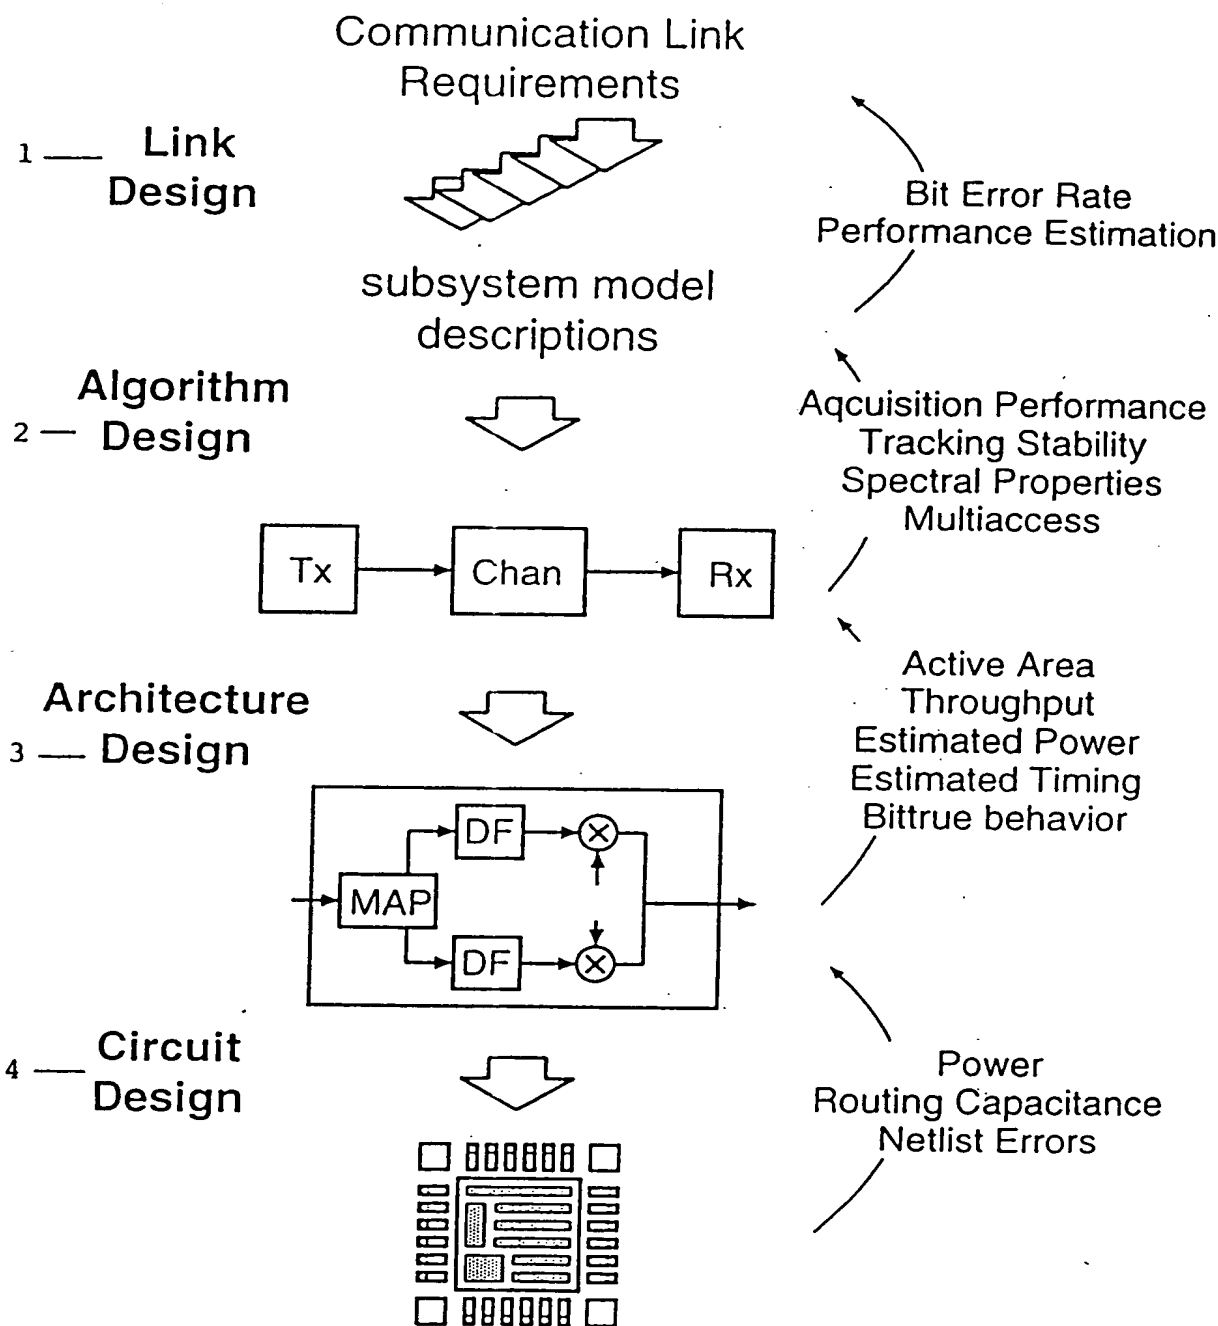 Communication Link
Requirements
1 — Link
Design
Bit Error Rate
Performance Estimation
subsystem model
descriptions
Algorithm
2 — Design
Aqcuisition Performance
Tracking Stability
Spectral Properties
Multiaccess
Tx
Chan
Rx
Architecture
3 — Design
Active Area
Throughput
Estimated Power
Estimated Timing
Bittrue behavior
DF
MAP
DF
4 — Circuit
Design
Power
Routing Capacitance
Netlist Errors